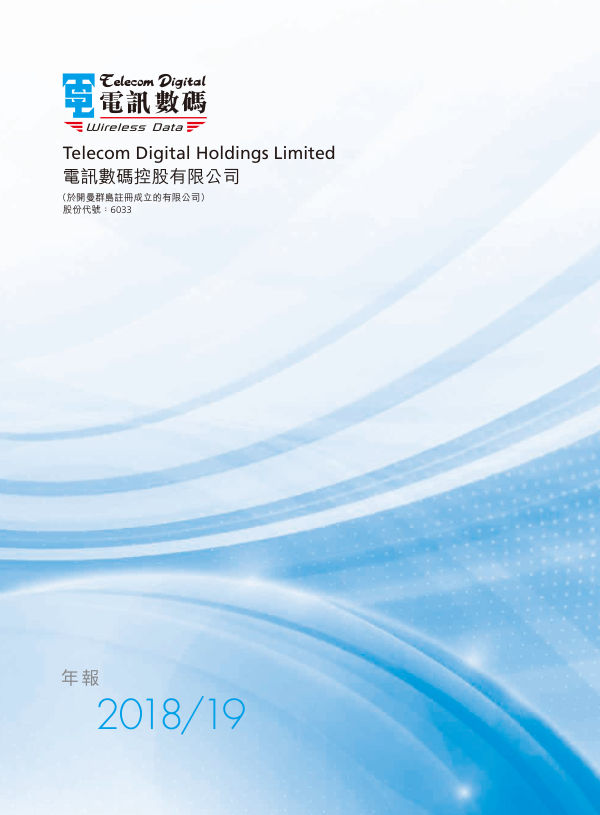 Telecom Digital
電訊數碼
Wireless Data
Telecom Digital Holdings Limited
電訊數碼控股有限公司
(於開曼群島註冊成立的有限公司)
股份代號：6033
年報
2018/19